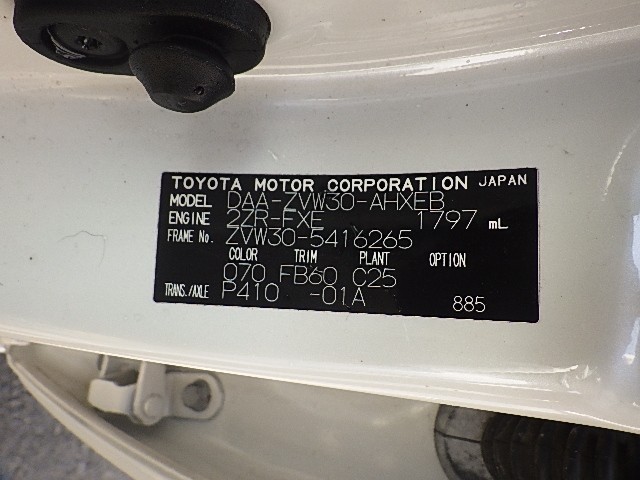 TOYOTA MOTOR CORPORATION JAPAN
MODEL DAA-ZVW30-AHXEB
ENGINE 2ZR-FXE 1797 mL
FRAME No. ZVW30-5416265
COLOR TRIM PLANT OPTION
070 FB60 C25
TRANS./AXLE P410 -01A
885